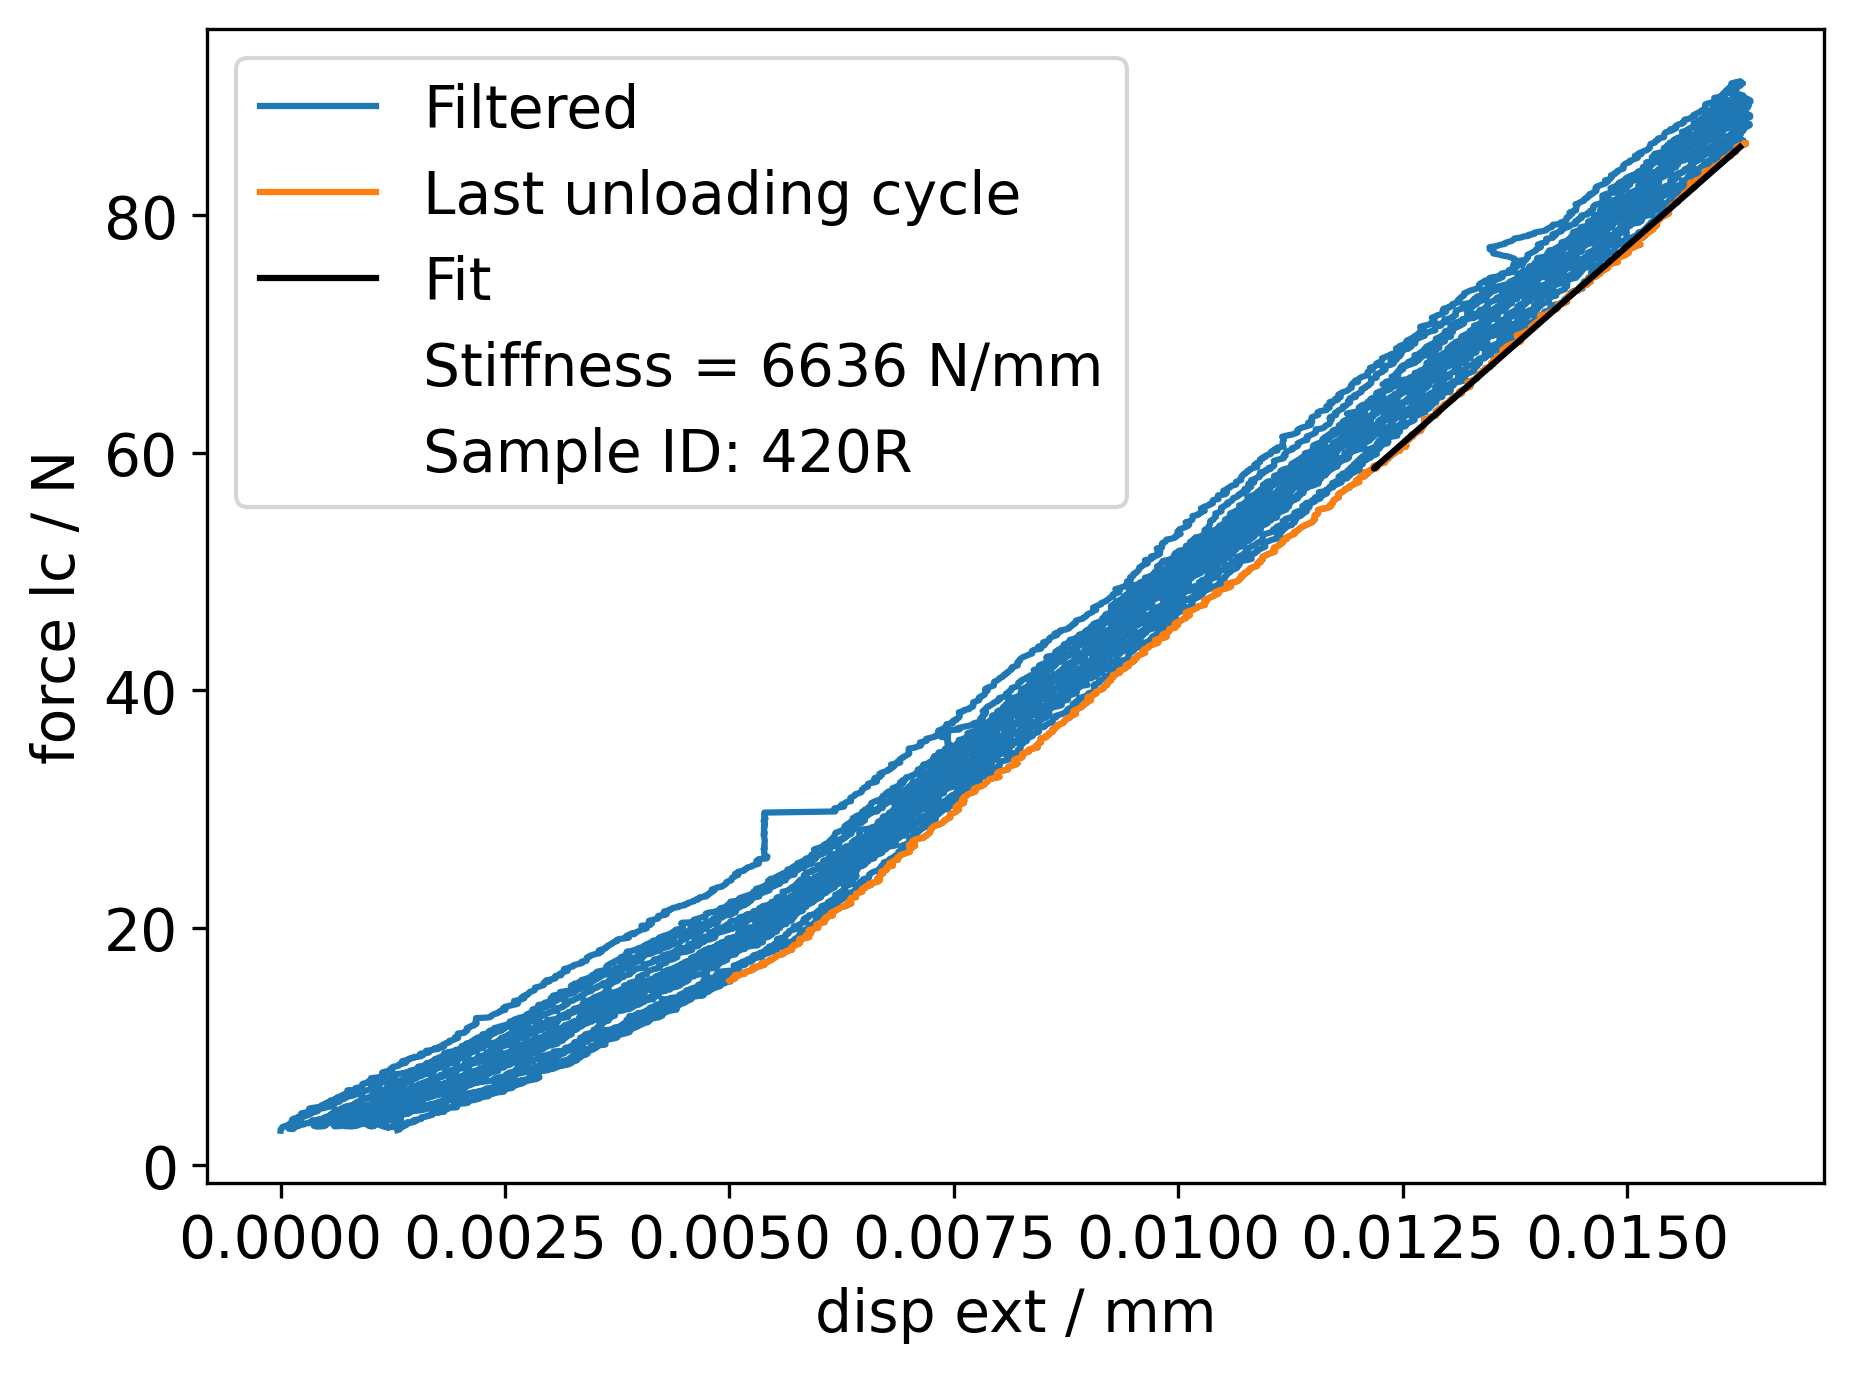 Filtered
Last unloading cycle
Fit
Stiffness = 6636 N/mm
Sample ID: 420R
force lc / N
80
60
40
20
0
0.0000 0.0025 0.0050 0.0075 0.0100 0.0125 0.0150
disp ext / mm